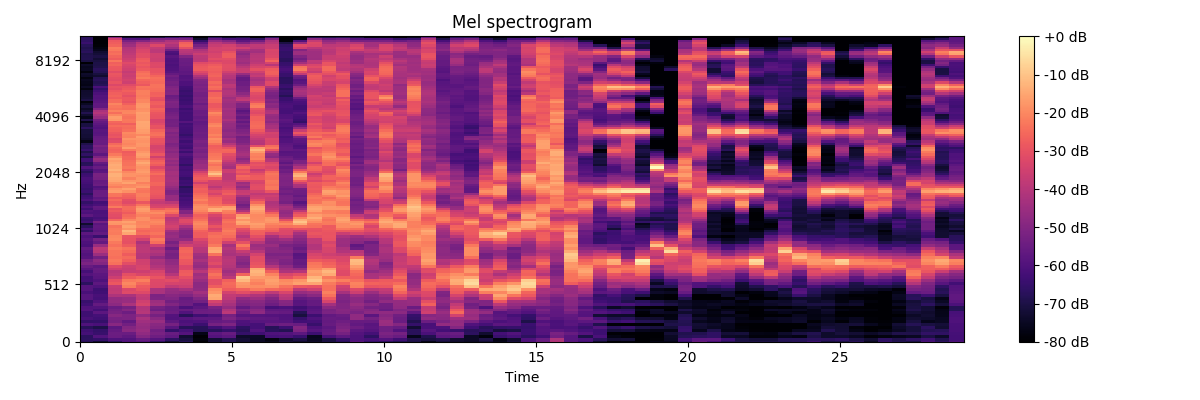 Mel spectrogram
Hz
8192
4096
2048
1024
512
0
0 5 10 15 20 25
Time
+0 dB
-10 dB
-20 dB
-30 dB
-40 dB
-50 dB
-60 dB
-70 dB
-80 dB